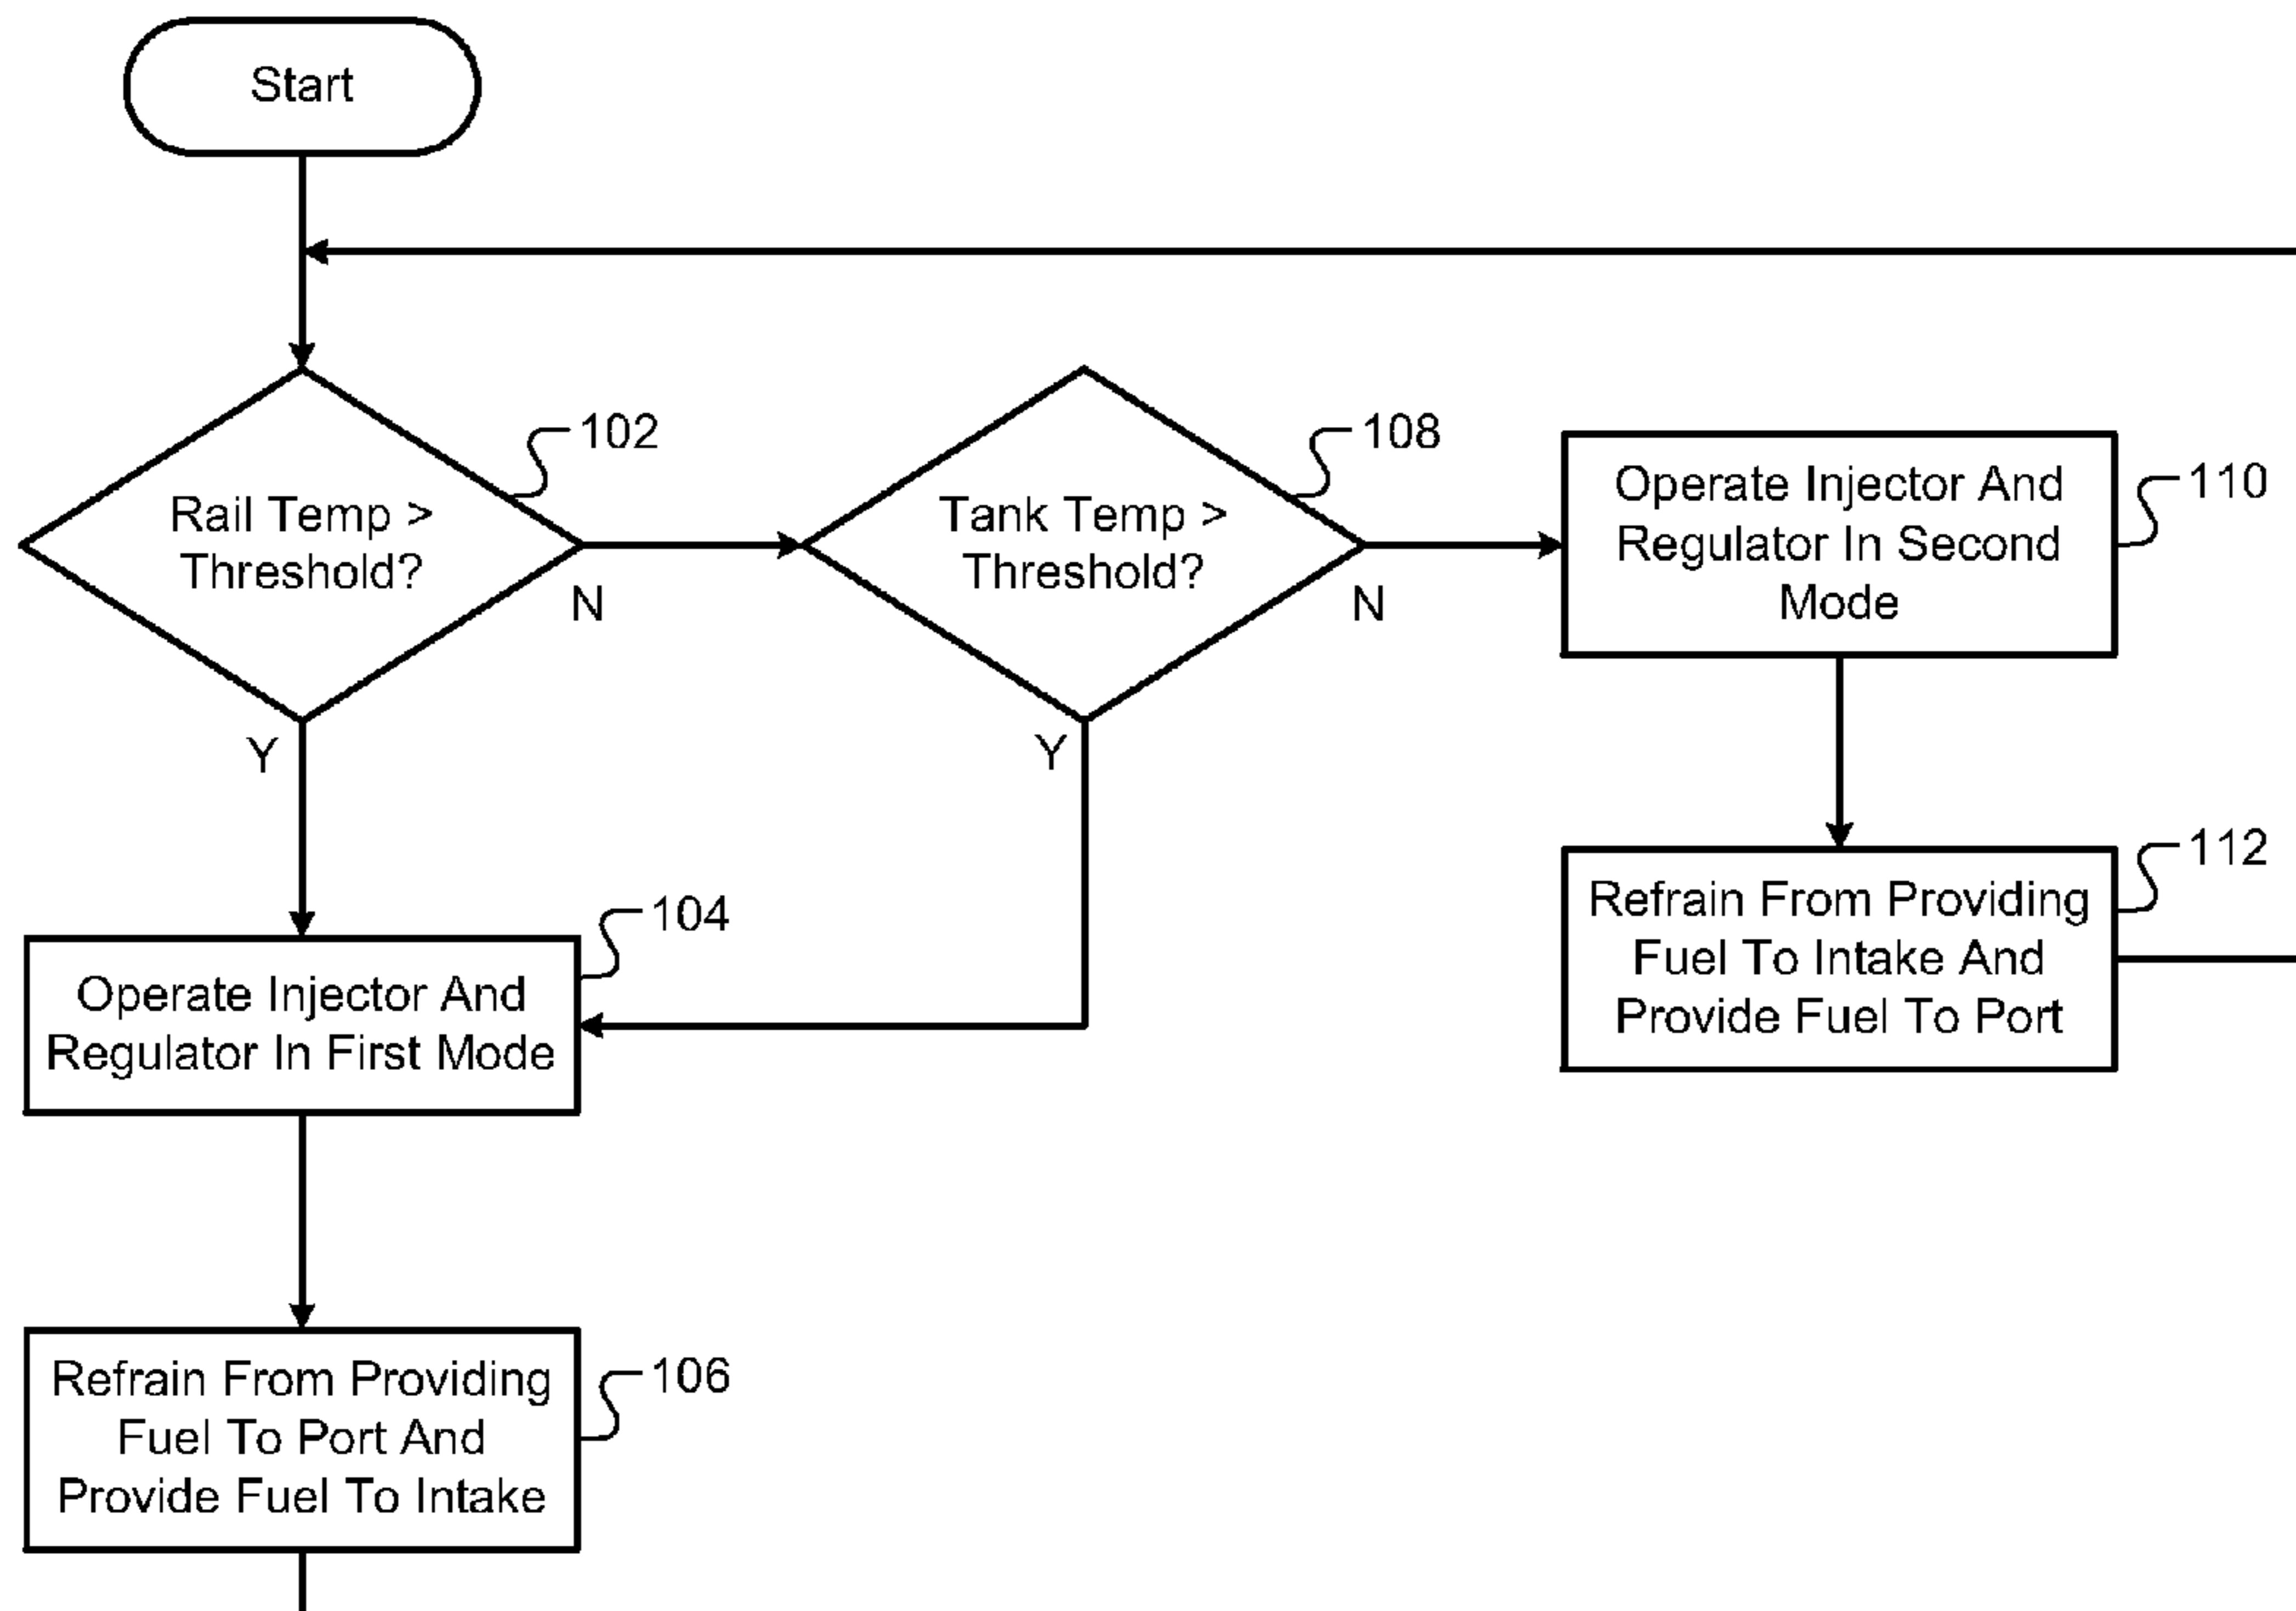 Start
Rail Temp >
Threshold?
102
N
Y
Tank Temp >
Threshold?
108
N
Y
Operate Injector And
Regulator In Second
Mode
110
Refrain From Providing
Fuel To Intake And
Provide Fuel To Port
112
Operate Injector And
Regulator In First Mode
104
Refrain From Providing
Fuel To Port And
Provide Fuel To Intake
106